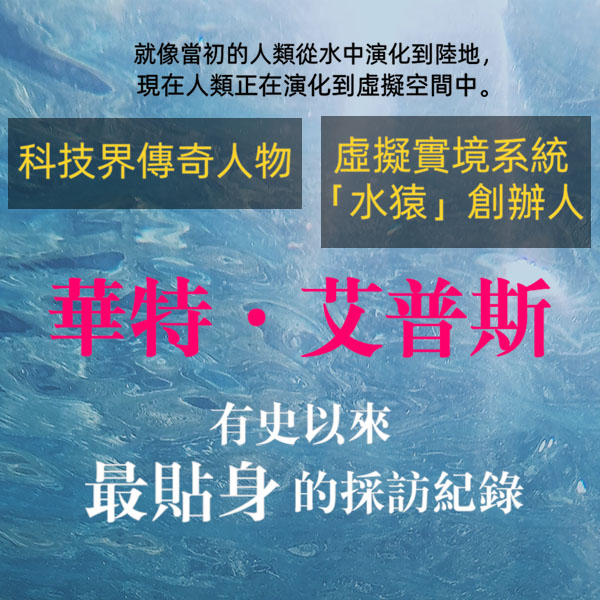 就像當初的人類從水中演化到陸地，
現在人類正在演化到虛擬空間中。
科技界傳奇人物
虛擬實境系統
「水猿」創辦人
華特・艾普斯
有史以來
最貼身的採訪紀錄